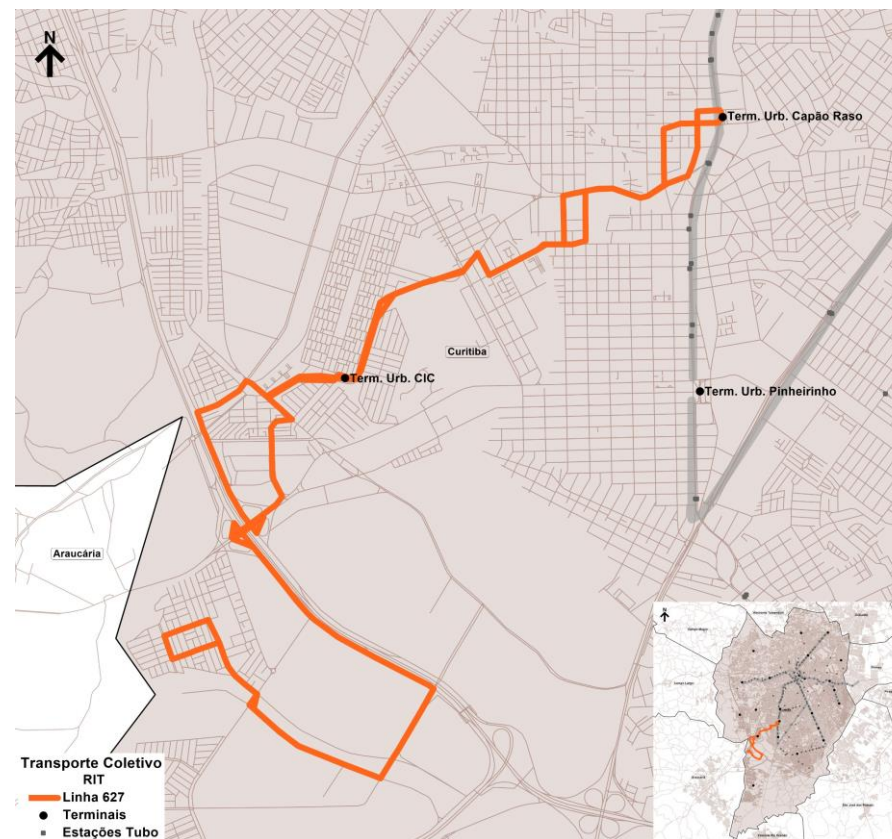 N
Term. Urb. Capão Raso
Curitiba
Term. Urb. CIC
Term. Urb. Pinheirinho
Araucária
N
Transporte Coletivo
RIT
Linha 627
Terminais
Estações Tubo